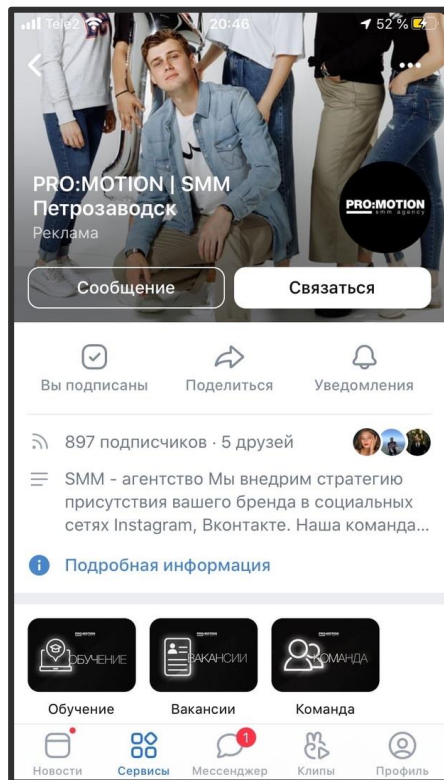 Tele2
20:46
52 %
PRO:MOTION | SMM
Петрозаводск
Реклама
PRO:MOTION
smm agency
Сообщение
Связаться
Вы подписаны
Поделиться
Уведомления
897 подписчиков · 5 друзей
SMM - агентство Мы внедрим стратегию
присутствия вашего бренда в социальных
сетях Instagram, Вконтакте. Наша команда...
Подробная информация
ОБУЧЕНИЕ
ВАКАНСИИ
КОМАНДА
Обучение
Вакансии
Команда
1
Новости
Сервисы
Мессенджер
Клипы
Профиль